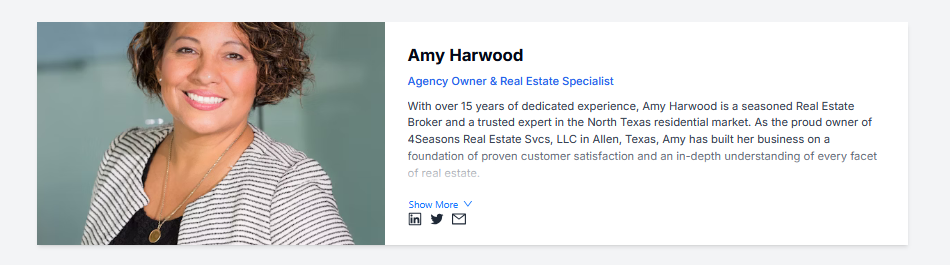 Amy Harwood
Agency Owner & Real Estate Specialist
With over 15 years of dedicated experience, Amy Harwood is a seasoned Real Estate
Broker and a trusted expert in the North Texas residential market. As the proud owner of
4Seasons Real Estate Svcs, LLC in Allen, Texas, Amy has built her business on a
foundation of proven customer satisfaction and an in-depth understanding of every facet
of real estate.
Show More